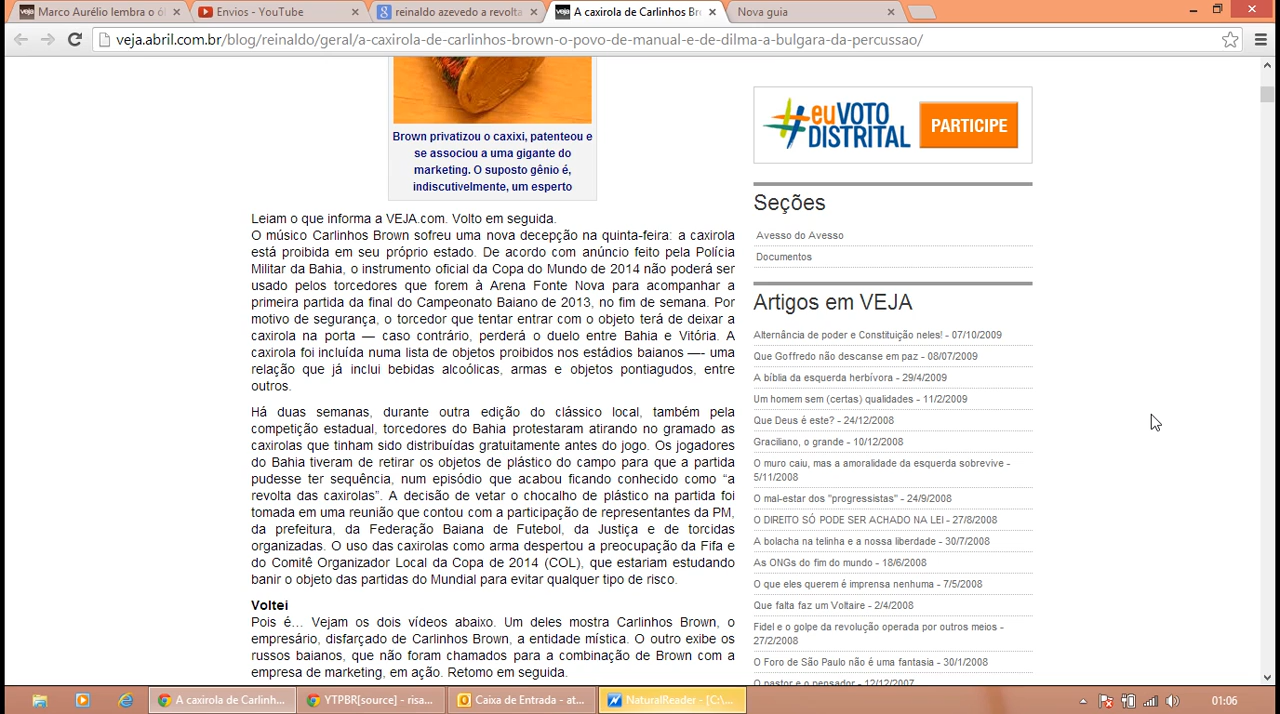 Marco Aurélio lembra o ól
Envios - YouTube
reinaldo azevedo a revolta
A caxirola de Carlinhos Br
Nova guia
veja.abril.com.br/blog/reinaldo/geral/a-caxirola-de-carlinhos-brown-o-povo-de-manual-e-de-dilma-a-bulgara-da-percussao/
Brown privatizou o caxixi, patenteou e
se associou a uma gigante do
marketing. O suposto gênio é,
indiscutivelmente, um esperto
Leiam o que informa a VEJA.com. Volto em seguida.
O músico Carlinhos Brown sofreu uma nova decepção na quinta-feira: a caxirola
está proibida em seu próprio estado. De acordo com anúncio feito pela Polícia
Militar da Bahia, o instrumento oficial da Copa do Mundo de 2014 não poderá ser
usado pelos torcedores que forem à Arena Fonte Nova para acompanhar a
primeira partida da final do Campeonato Baiano de 2013, no fim de semana. Por
motivo de segurança, o torcedor que tentar entrar com o objeto terá de deixar a
caxirola na porta — caso contrário, perderá o duelo entre Bahia e Vitória. A
caxirola foi incluída numa lista de objetos proibidos nos estádios baianos —- uma
relação que já inclui bebidas alcoólicas, armas e objetos pontiagudos, entre
outros.
Há duas semanas, durante outra edição do clássico local, também pela
competição estadual, torcedores do Bahia protestaram atirando no gramado as
caxirolas que tinham sido distribuídas gratuitamente antes do jogo. Os jogadores
do Bahia tiveram de retirar os objetos de plástico do campo para que a partida
pudesse ter sequência, num episódio que acabou ficando conhecido como “a
revolta das caxirolas”. A decisão de vetar o chocalho de plástico na partida foi
tomada em uma reunião que contou com a participação de representantes da PM,
da prefeitura, da Federação Baiana de Futebol, da Justiça e de torcidas
organizadas. O uso das caxirolas como arma despertou a preocupação da Fifa e
do Comitê Organizador Local da Copa de 2014 (COL), que estariam estudando
banir o objeto das partidas do Mundial para evitar qualquer tipo de risco.
Voltei
Pois é… Vejam os dois vídeos abaixo. Um deles mostra Carlinhos Brown, o
empresário, disfarçado de Carlinhos Brown, a entidade mística. O outro exibe os
russos baianos, que não foram chamados para a combinação de Brown com a
empresa de marketing, em ação. Retomo em seguida.
#euVOTO
DISTRITAL
PARTICIPE
Seções
Avesso do Avesso
Documentos
Artigos em VEJA
Alternância de poder e Constituição neles! - 07/10/2009
Que Goffredo não descanse em paz - 08/07/2009
A bíblia da esquerda herbívora - 29/4/2009
Um homem sem (certas) qualidades - 11/2/2009
Que Deus é este? - 24/12/2008
Graciliano, o grande - 10/12/2008
O muro caiu, mas a amoralidade da esquerda sobrevive -
5/11/2008
O mal-estar dos "progressistas" - 24/9/2008
O DIREITO SÓ PODE SER ACHADO NA LEI - 27/8/2008
A bolacha na telinha e a nossa liberdade - 30/7/2008
As ONGs do fim do mundo - 18/6/2008
O que eles querem é imprensa nenhuma - 7/5/2008
Que falta faz um Voltaire - 2/4/2008
Fidel e o golpe da revolução operada por outros meios -
27/2/2008
O Foro de São Paulo não é uma fantasia - 30/1/2008
O pastor e o pensador - 12/12/2007
A caxirola de Carlinh...
YTPBR[source] - risa...
Caixa de Entrada - at...
NaturalReader - [C:\...
01:06